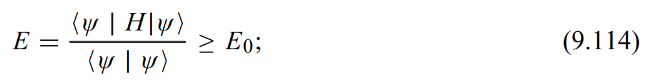 E = ⟨ψ | H|ψ⟩ / ⟨ψ | ψ⟩ ≥ E₀; (9.114)